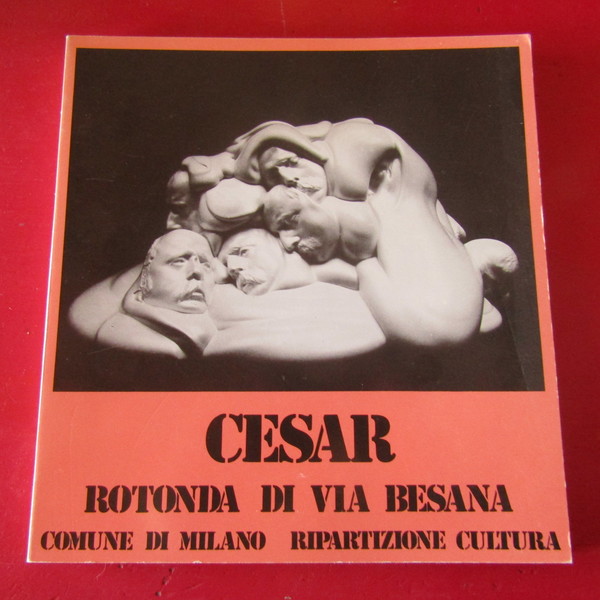 CESAR
ROTONDA DI VIA BESANA
COMUNE DI MILANO RIPARTIZIONE CULTURA